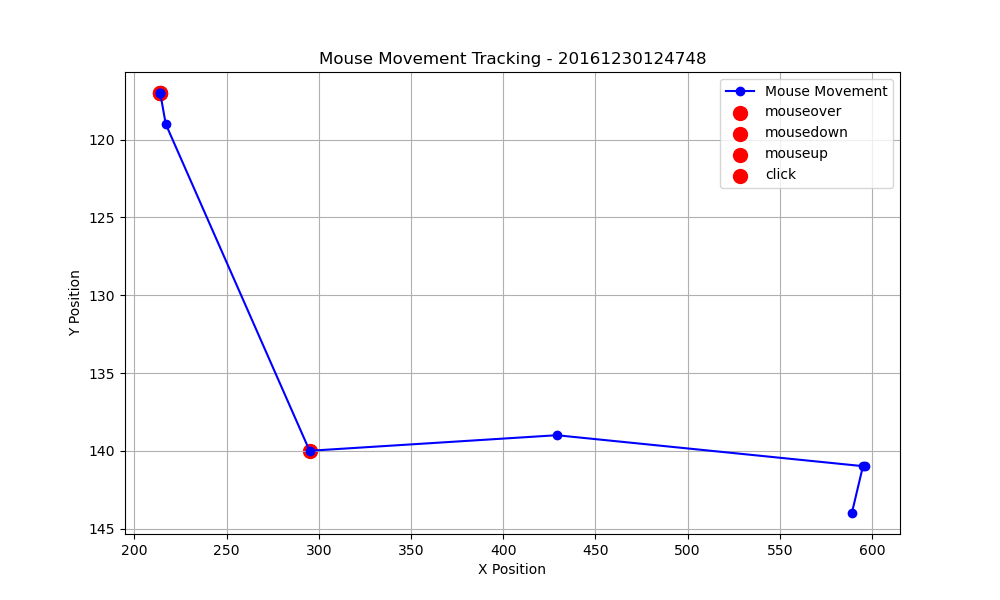 Mouse Movement Tracking - 20161230124748
Mouse Movement
mouseover
mousedown
mouseup
click
120
125
130
135
140
145
Y Position
200 250 300 350 400 450 500 550 600
X Position